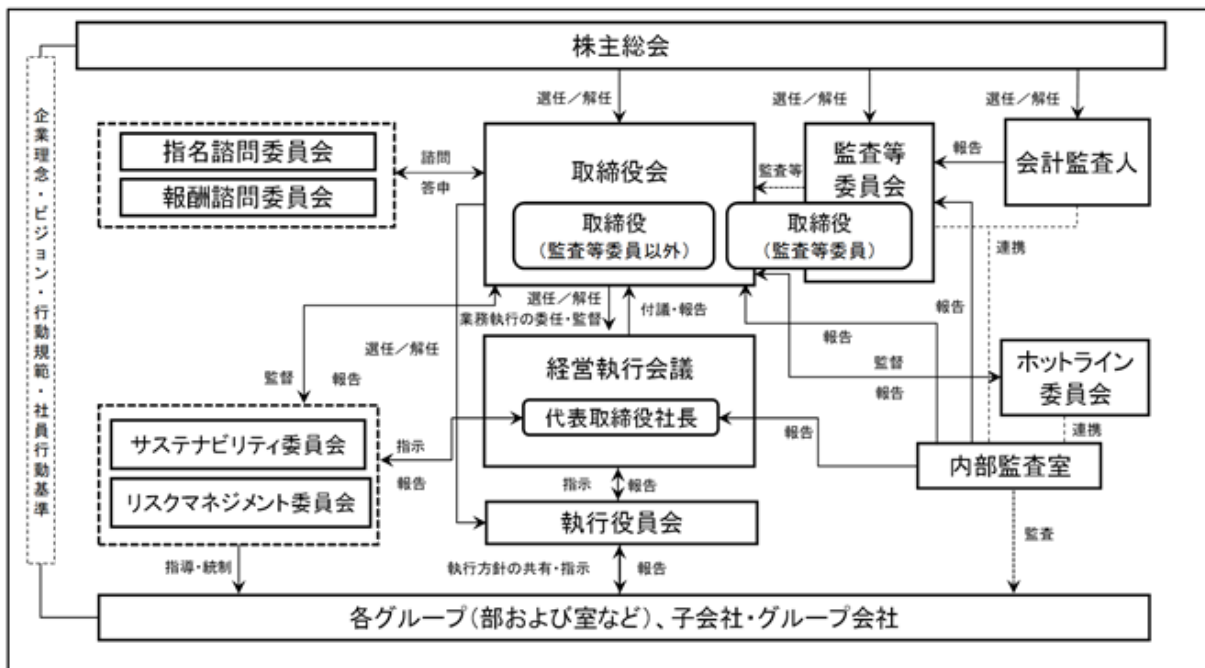 株主総会
選任／解任
選任／解任
選任／解任
企業理念・ビジョン・行動規範・社員行動基準
指名諮問委員会
報酬諮問委員会
諮問
答申
取締役会
取締役
（監査等委員以外）
監査等
監査等
委員会
取締役
（監査等委員）
報告
会計監査人
連携
選任／解任
業務執行の委任・監督
付議・報告
報告
報告
選任／解任
監督
報告
経営執行会議
代表取締役社長
監督
報告
ホットライン
委員会
連携
サステナビリティ委員会
リスクマネジメント委員会
指示
報告
報告
内部監査室
指示
報告
執行役員会
監査
指導・統制
執行方針の共有・指示
報告
各グループ（部および室など）、子会社・グループ会社